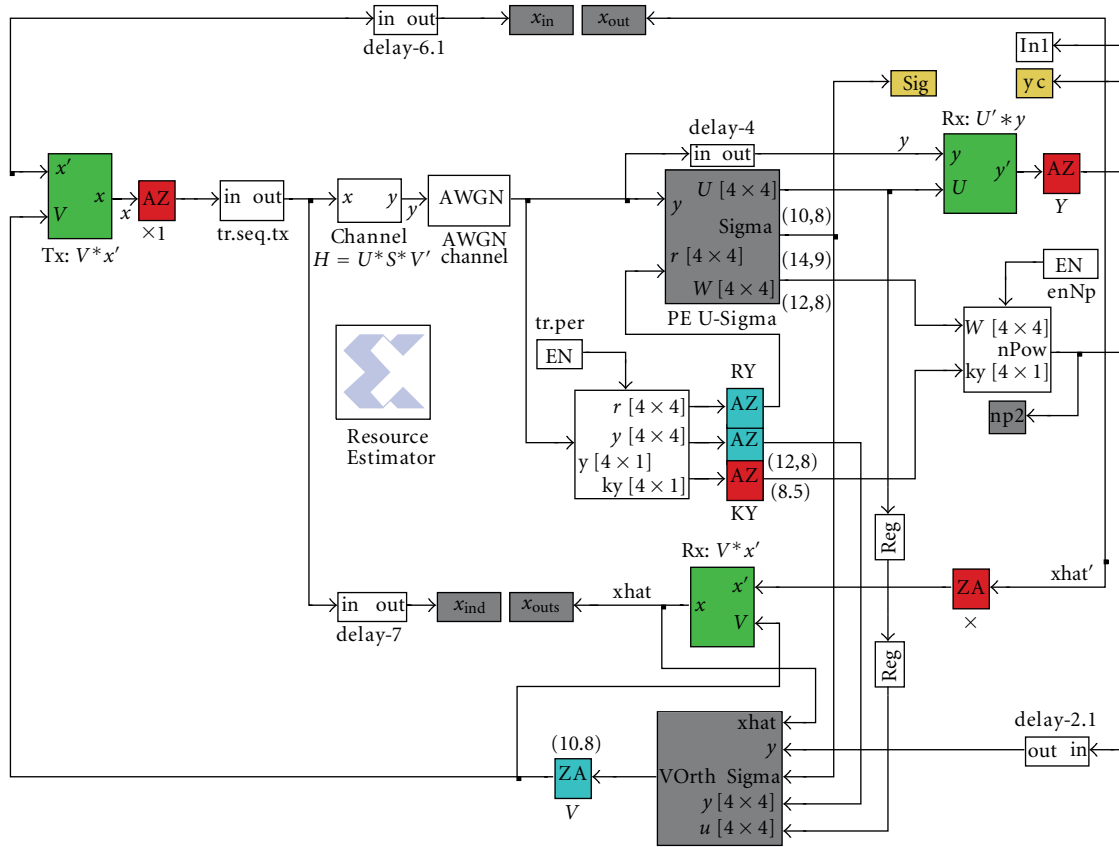 in out
delay-6.1
x_in
x_out
In1
yc
Sig
Rx: U′*y
y
U
y′
AZ
Y
delay-4
in out
y
x′
V
x
Tx: V*x′
x
AZ
×1
in out
tr.seq.tx
x y
Channel
H = U*S*V′
y′
AWGN
AWGN
channel
U [4 × 4]
y
Sigma
r [4 × 4]
W [4 × 4]
PE U-Sigma
(10,8)
(14,9)
(12,8)
EN
enNp
W [4 × 4]
nPow
ky [4 × 1]
np2
tr.per
EN
r [4 × 4]
y [4 × 4]
y [4 × 1]
ky [4 × 1]
RY
AZ
AZ
AZ
KY
(12,8)
(8.5)
Resource
Estimator
Reg
Rx: V*x′
x′
x
V
xhat′
ZA
×
xhat
in out
delay-7
x_ind
x_outs
Reg
xhat
y
VOrth Sigma
y [4 × 4]
u [4 × 4]
(10.8)
ZA
V
delay-2.1
out in